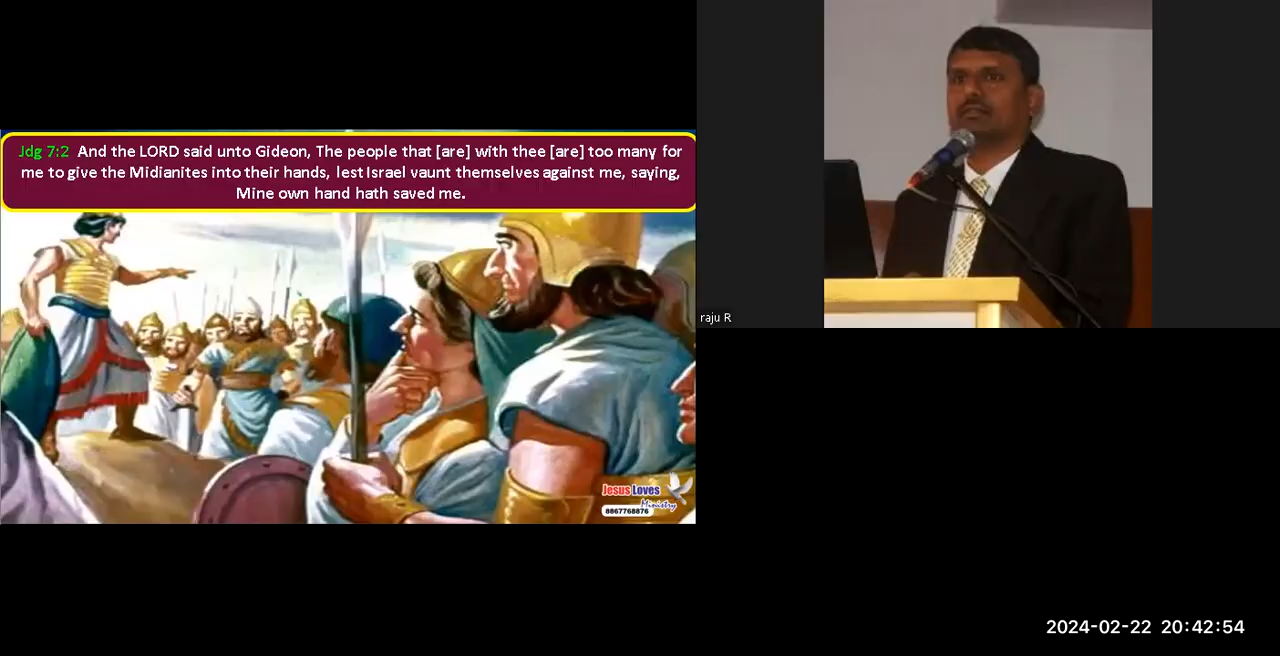 Jdg 7:2 And the LORD said unto Gideon, The people that [are] with thee [are] too many for
me to give the Midianites into their hands, lest Israel vaunt themselves against me, saying,
Mine own hand hath saved me.
raju R
Jesus Loves
Ministry
8867768876
2024-02-22 20:42:54